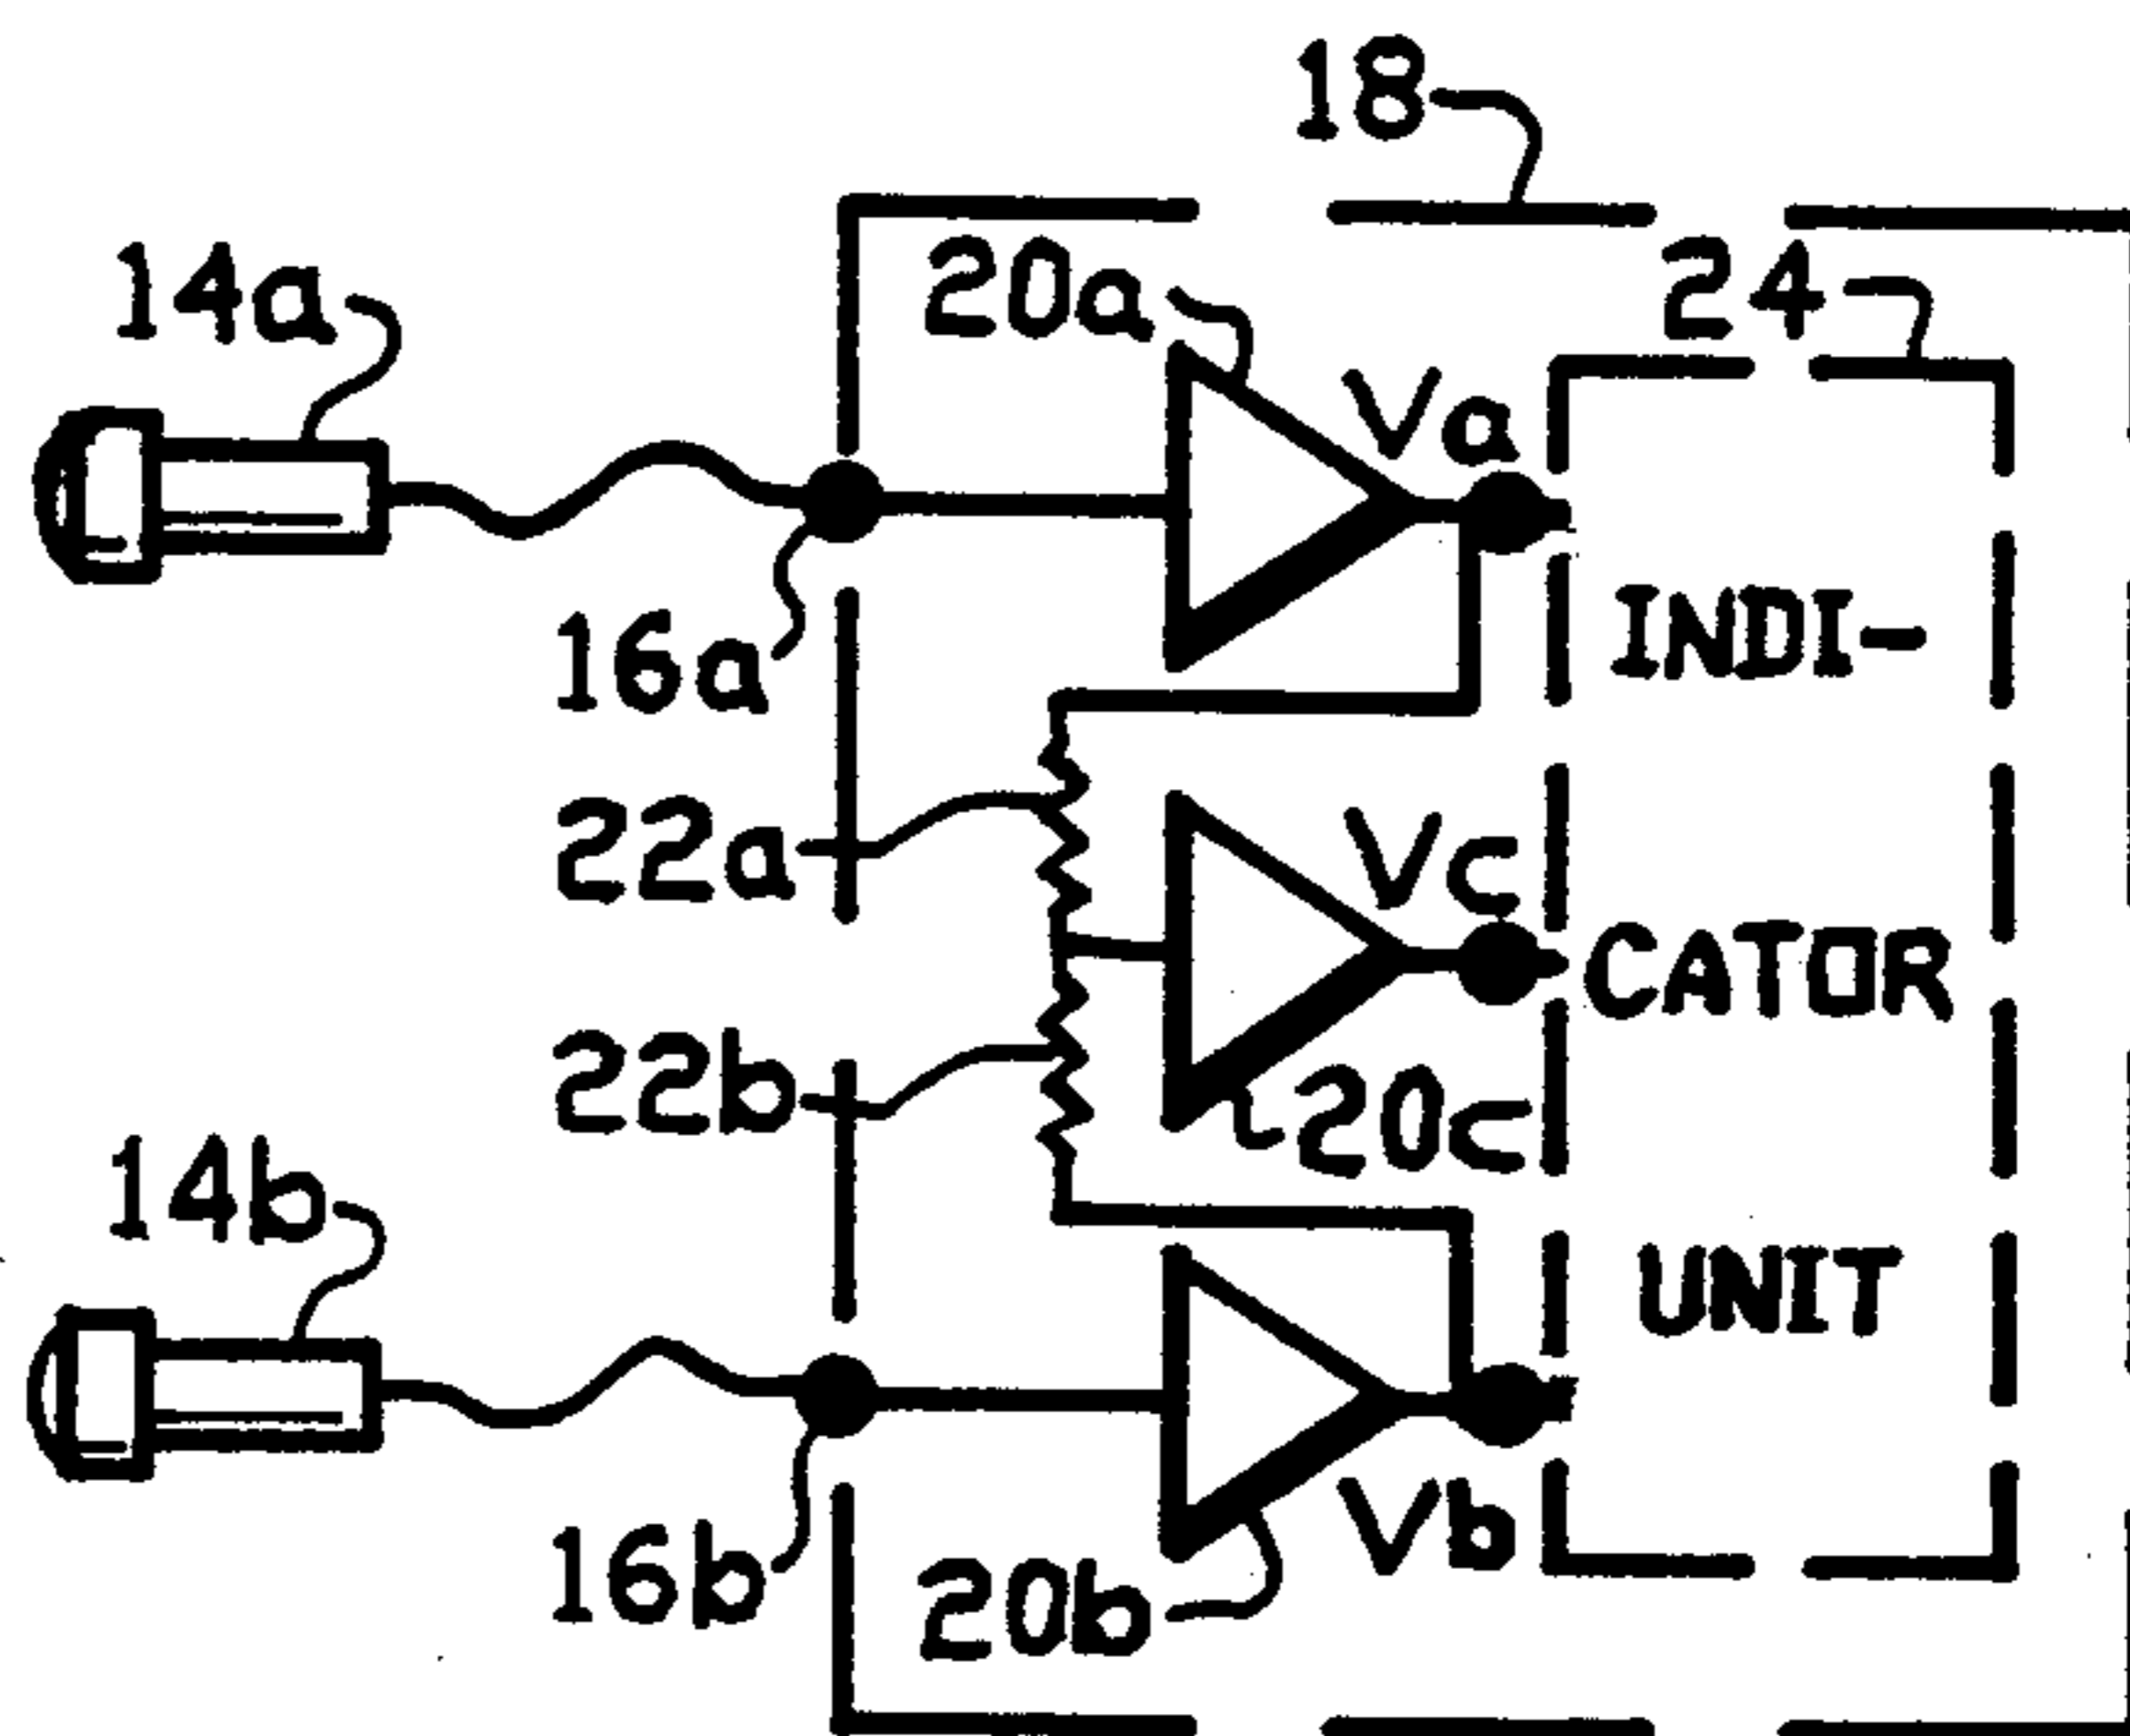 18
14a
20a
24
Va
INDI-
16a
22a
Vc
CATOR
22b
20c
14b
UNIT
Vb
16b
20b